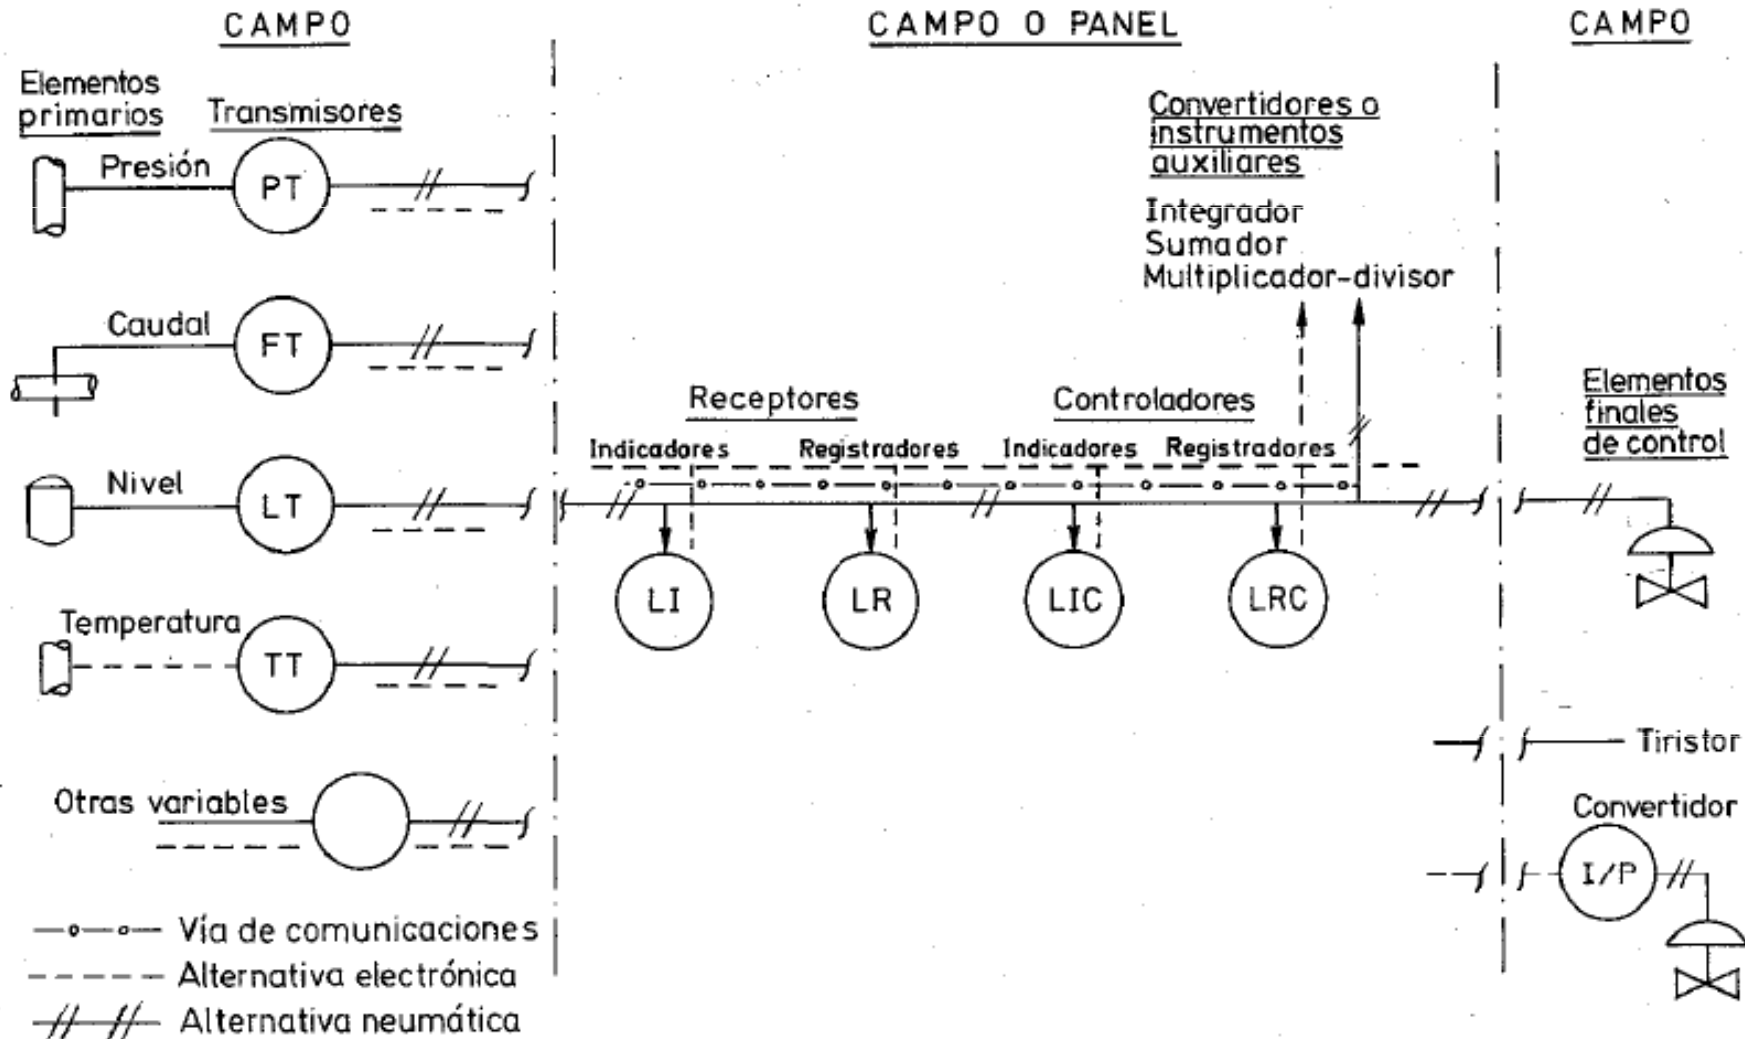 CAMPO
CAMPO O PANEL
CAMPO
Elementos
primarios
Transmisores
Presión
PT
Caudal
FT
Nivel
LT
Temperatura
TT
Otras variables
Vía de comunicaciones
Alternativa electrónica
Alternativa neumática
Convertidores o
instrumentos
auxiliares
Integrador
Sumador
Multiplicador-divisor
Receptores
Controladores
Indicadores
Registradores
Indicadores
Registradores
LI
LR
LIC
LRC
Elementos
finales
de control
Tiristor
Convertidor
I/P